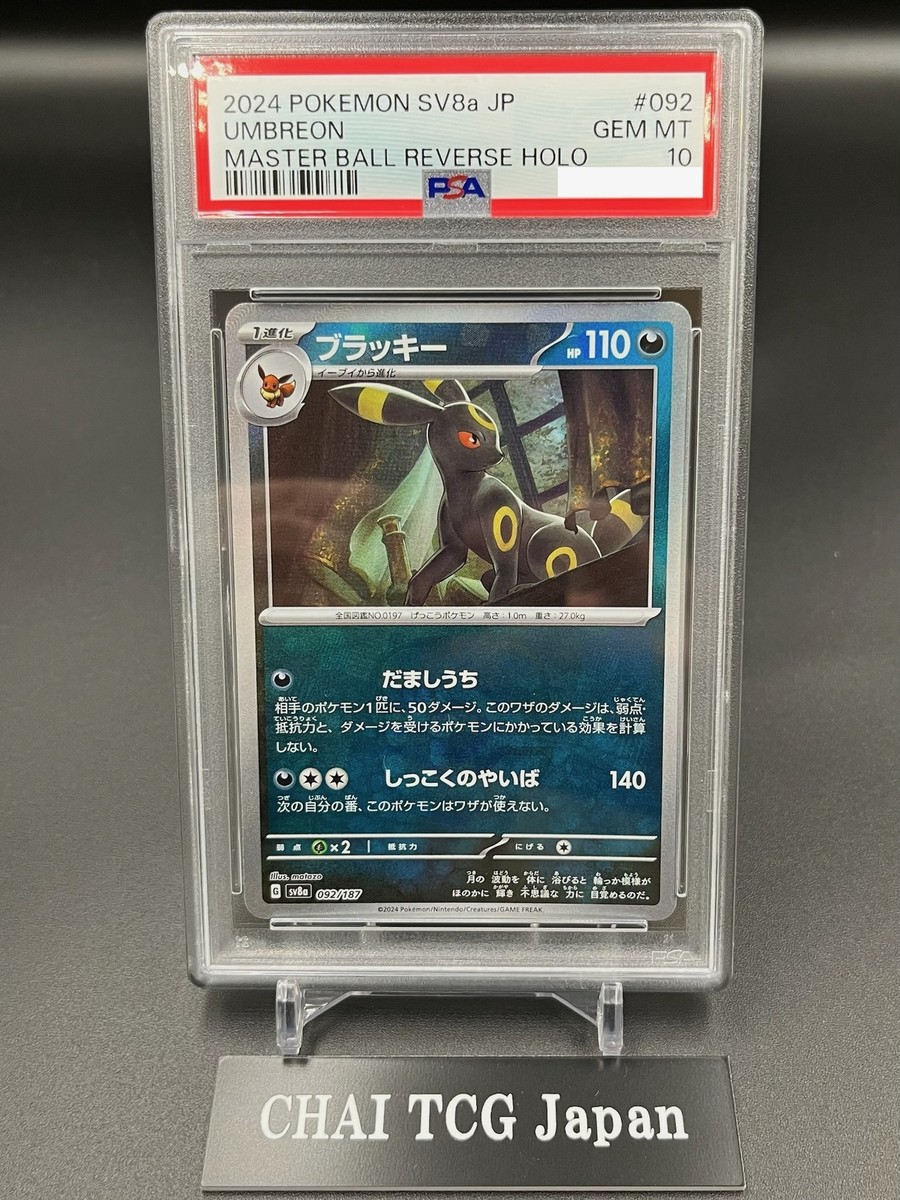 2024 POKEMON SV8a JP #092
UMBREON GEM MT
MASTER BALL REVERSE HOLO 10
PSA
1進化
ブラッキー
HP 110
イーブイから進化
全国図鑑NO.0197 げっこうポケモン 高さ:1.0m 重さ:27.0kg
だましうち
相手のポケモン1匹に、50ダメージ。このワザのダメージは、弱点・
抵抗力と、ダメージを受けるポケモンにかかっている効果を計算
しない。
しっこくのやいば 140
次の自分の番、このポケモンはワザが使えない。
弱点 ×2 抵抗力 にげる
Illus. matazo
G sv8a 092/187
月の 波動を 体に 浴びると 輪っか模様が
ほのかに 輝き 不思議な 力に 目覚めるのだ。
©2024 Pokémon/Nintendo/Creatures/GAME FREAK.
CHAI TCG Japan